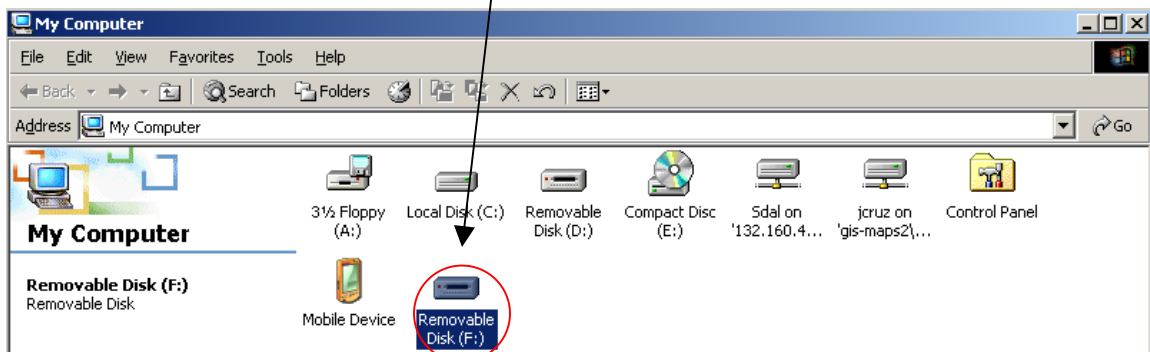 My Computer
File Edit View Favorites Tools Help
Back Search Folders
Address My Computer Go
My Computer
Removable Disk (F:)
Removable Disk
3½ Floppy
(A:)
Local Disk (C:)
Removable
Disk (D:)
Compact Disc
(E:)
Sdal on
'132.160.4...
jcruz on
'gis-maps2\...
Control Panel
Mobile Device
Removable
Disk (F:)